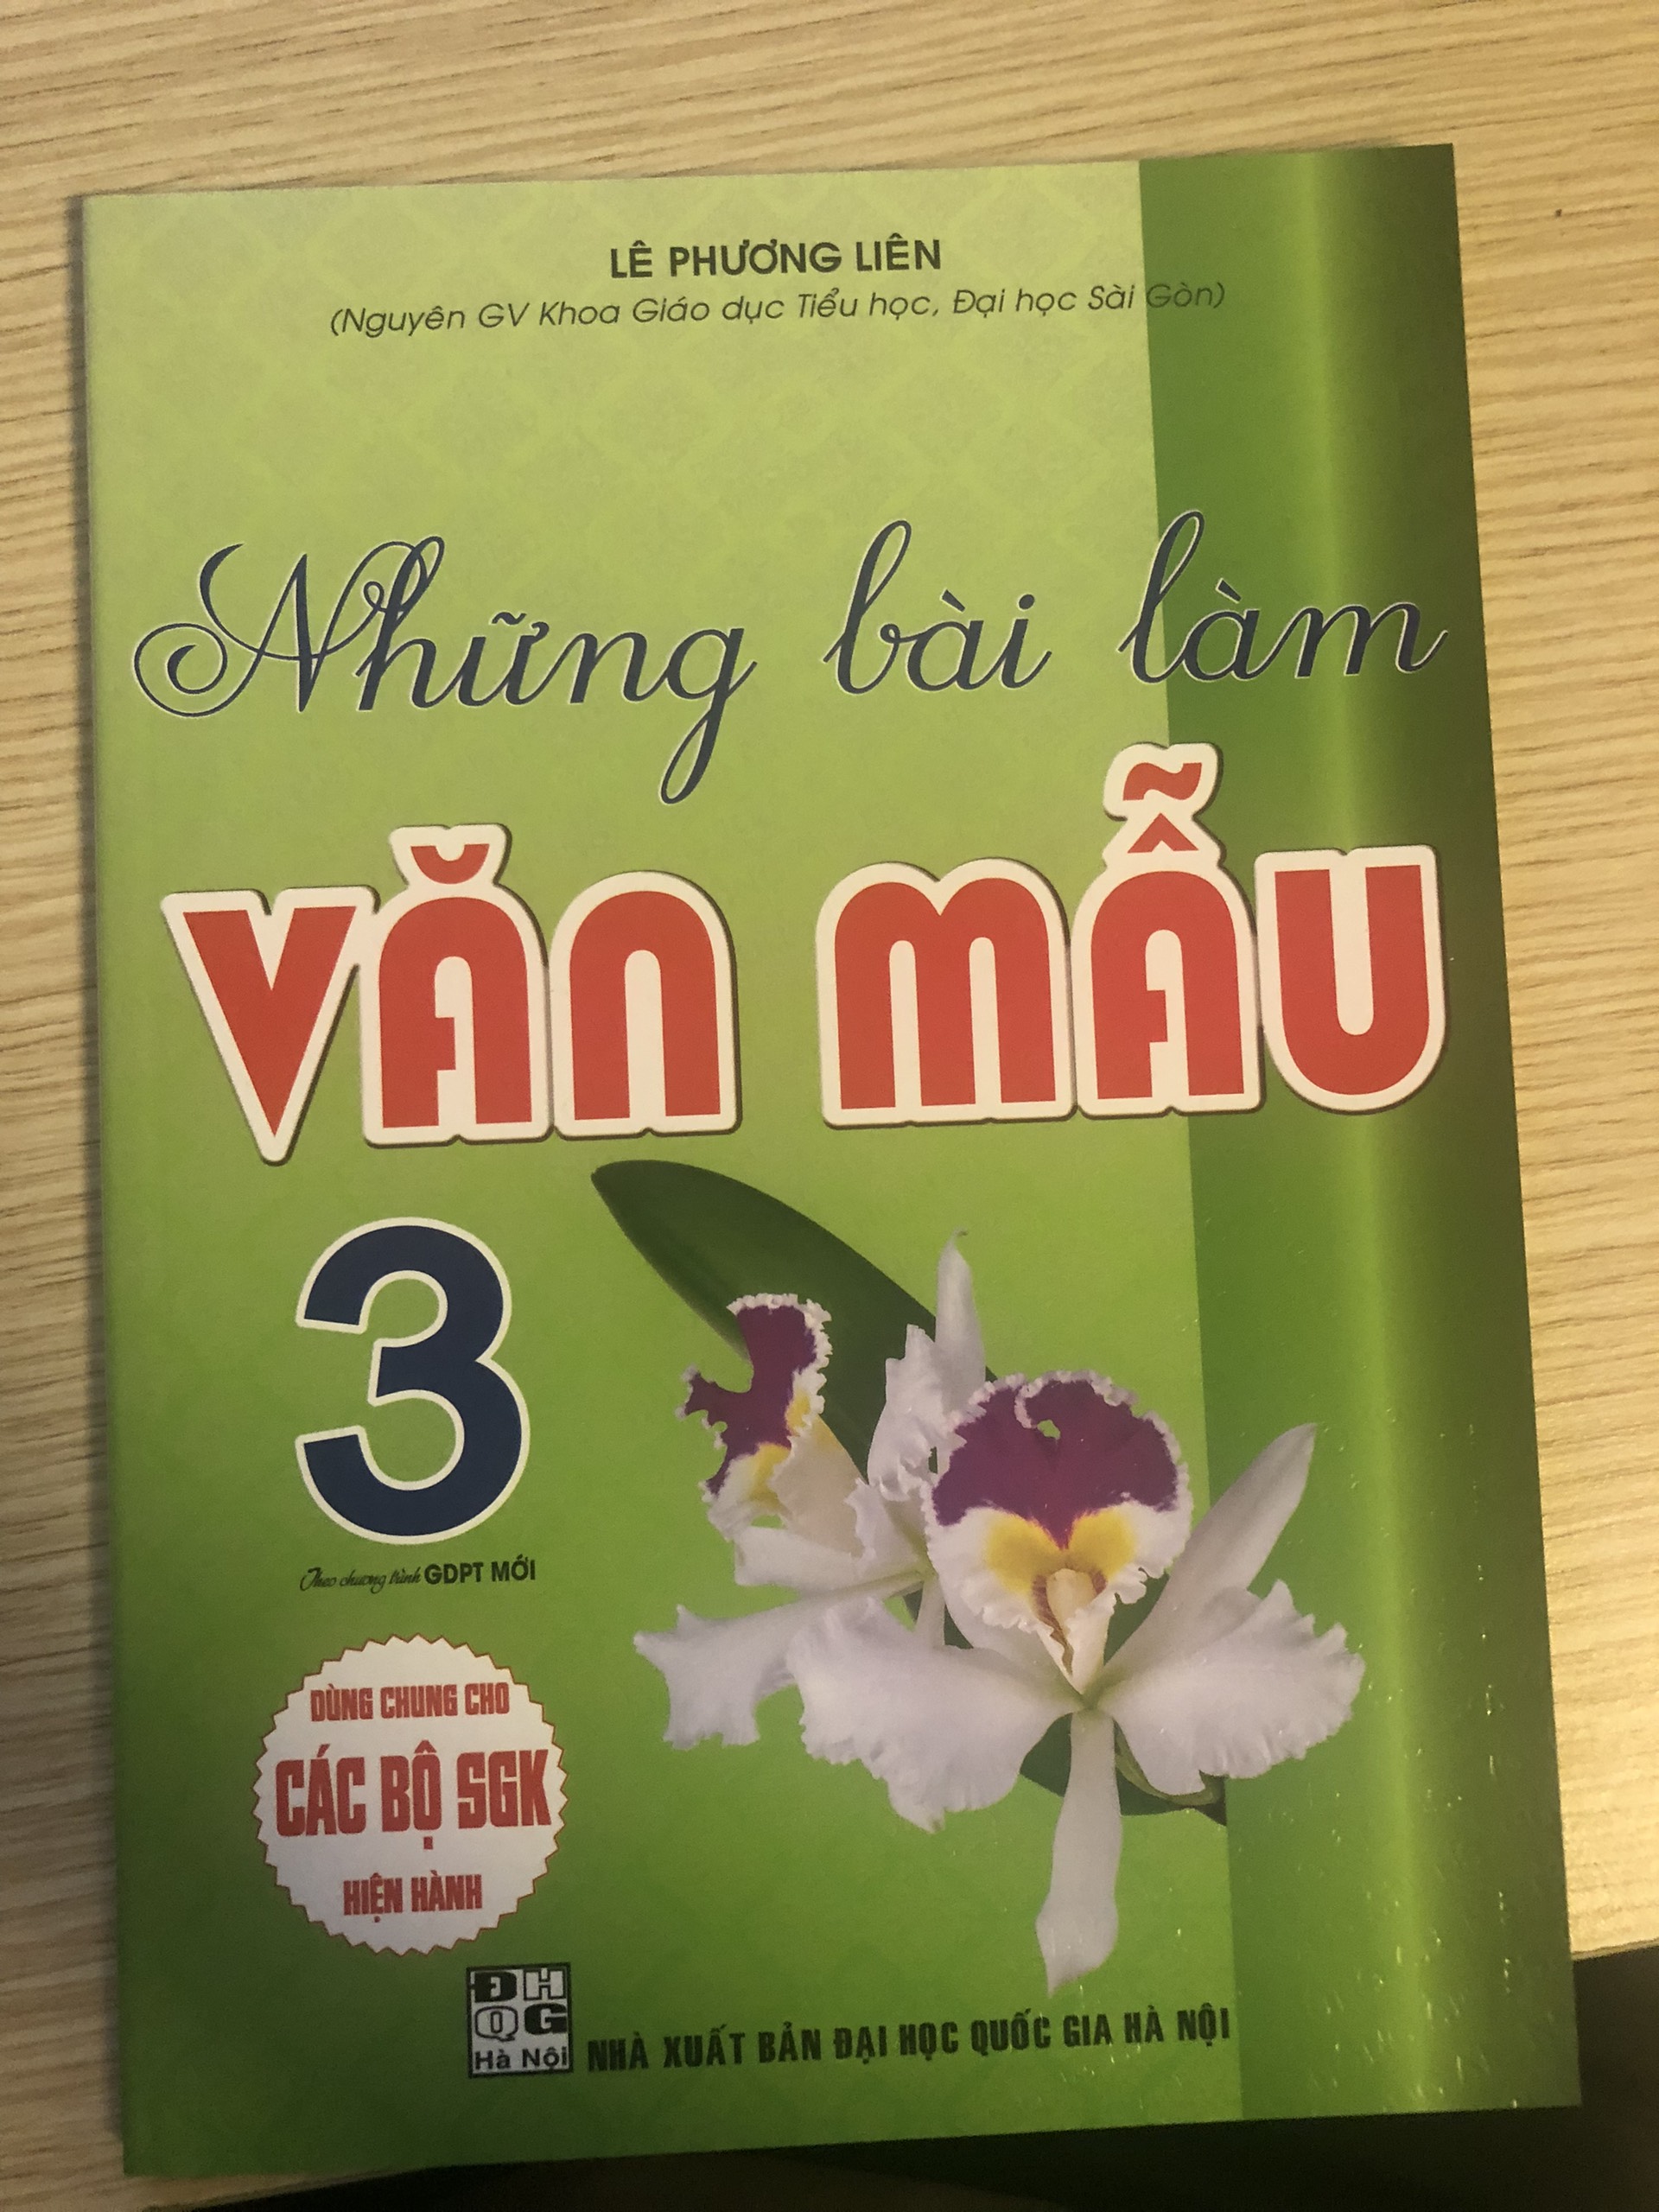 LÊ PHƯƠNG LIÊN
(Nguyên GV Khoa Giáo dục Tiểu học, Đại học Sài Gòn)
Những bài làm
VĂN MẪU
3
Theo chương trình GDPT MỚI
DÙNG CHUNG CHO
CÁC BỘ SGK
HIỆN HÀNH
ĐH
QG
Hà Nội
NHÀ XUẤT BẢN ĐẠI HỌC QUỐC GIA HÀ NỘI